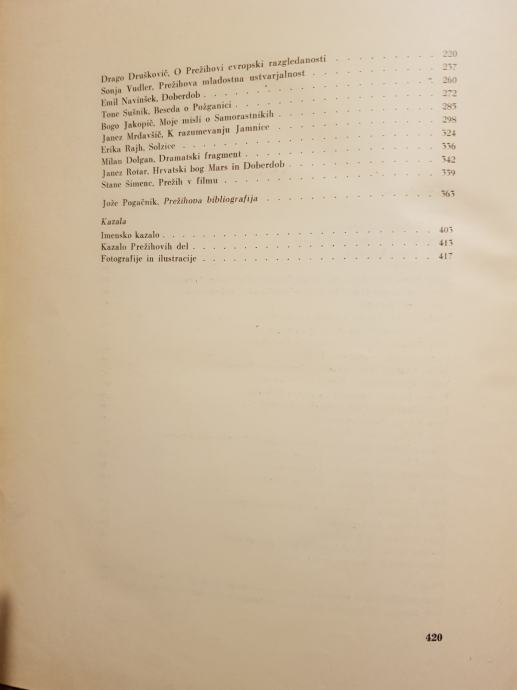 Drago Druškovič, O Prežihovi evropski razgledanosti . . . . . . . . 220
Sonja Vudler, Prežihova mladostna ustvarjalnost . . . . . . . . . 237
Emil Navinšek, Doberdob . . . . . . . . . . . . . . . . . 260
Tone Sušnik, Beseda o Požganici . . . . . . . . . . . . . . . 272
Bogo Jakopič, Moje misli o Samorastnikih . . . . . . . . . . . . 285
Janez Mrdavšič, K razumevanju Jamnice . . . . . . . . . . . . 298
Erika Rajh, Solzice . . . . . . . . . . . . . . . . . . . 324
Milan Dolgan, Dramatski fragment . . . . . . . . . . . . . . 336
Janez Rotar, Hrvatski bog Mars in Doberdob . . . . . . . . . . . 342
Stane Šimenc, Prežih v filmu . . . . . . . . . . . . . . . . 359
Jože Pogačnik, Prežihova bibliografija . . . . . . . . . . . . . 363
Kazala
Imensko kazalo . . . . . . . . . . . . . . . . . . . . 403
Kazalo Prežihovih del . . . . . . . . . . . . . . . . . . 413
Fotografije in ilustracije . . . . . . . . . . . . . . . . . . 417
420